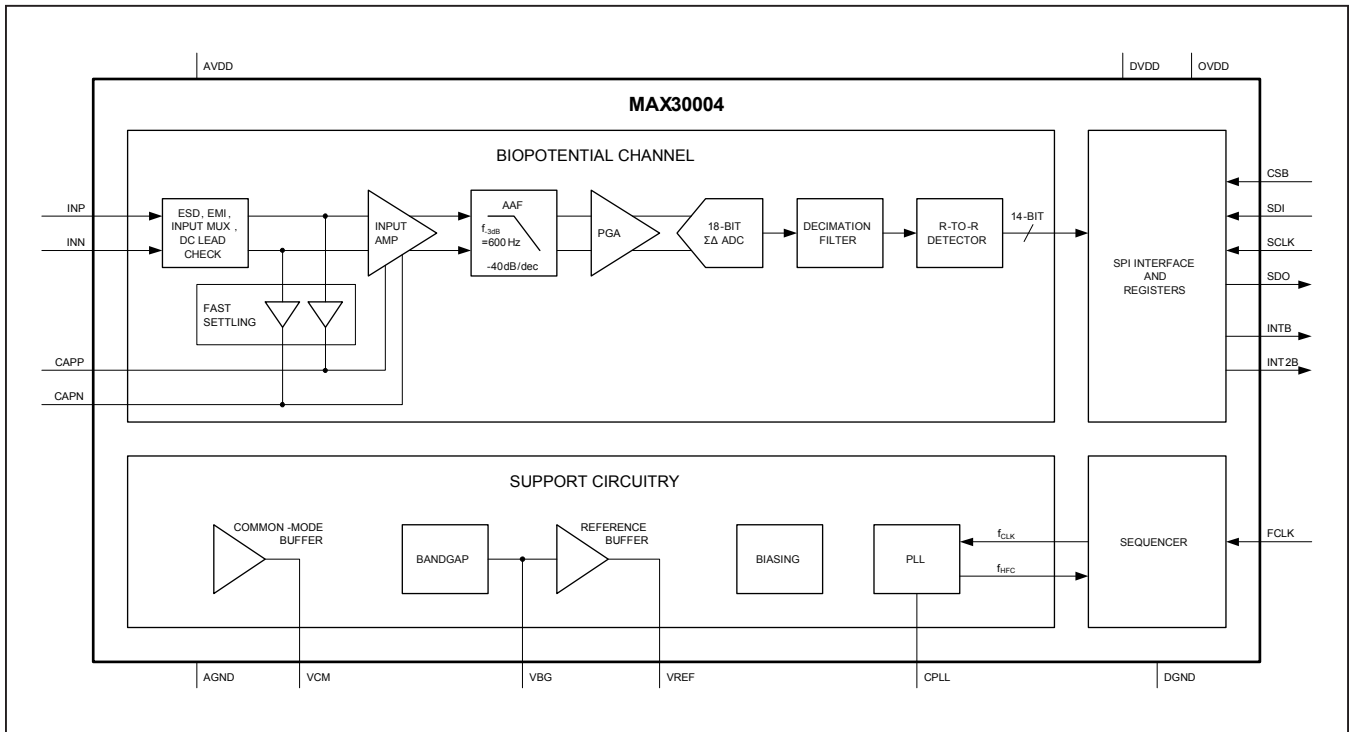 AVDD
DVDD
OVDD
MAX30004
BIOPOTENTIAL CHANNEL
INP
INN
ESD, EMI,
INPUT MUX,
DC LEAD
CHECK
INPUT
AMP
AAF
f-3dB
=600 Hz
-40dB/dec
PGA
18-BIT
ΣΔ ADC
DECIMATION
FILTER
R-TO-R
DETECTOR
14-BIT
SPI INTERFACE
AND
REGISTERS
CSB
SDI
SCLK
SDO
INTB
INT2B
FAST
SETTLING
CAPP
CAPN
SUPPORT CIRCUITRY
COMMON -MODE
BUFFER
BANDGAP
REFERENCE
BUFFER
BIASING
PLL
fCLK
fHFC
SEQUENCER
FCLK
AGND
VCM
VBG
VREF
CPLL
DGND